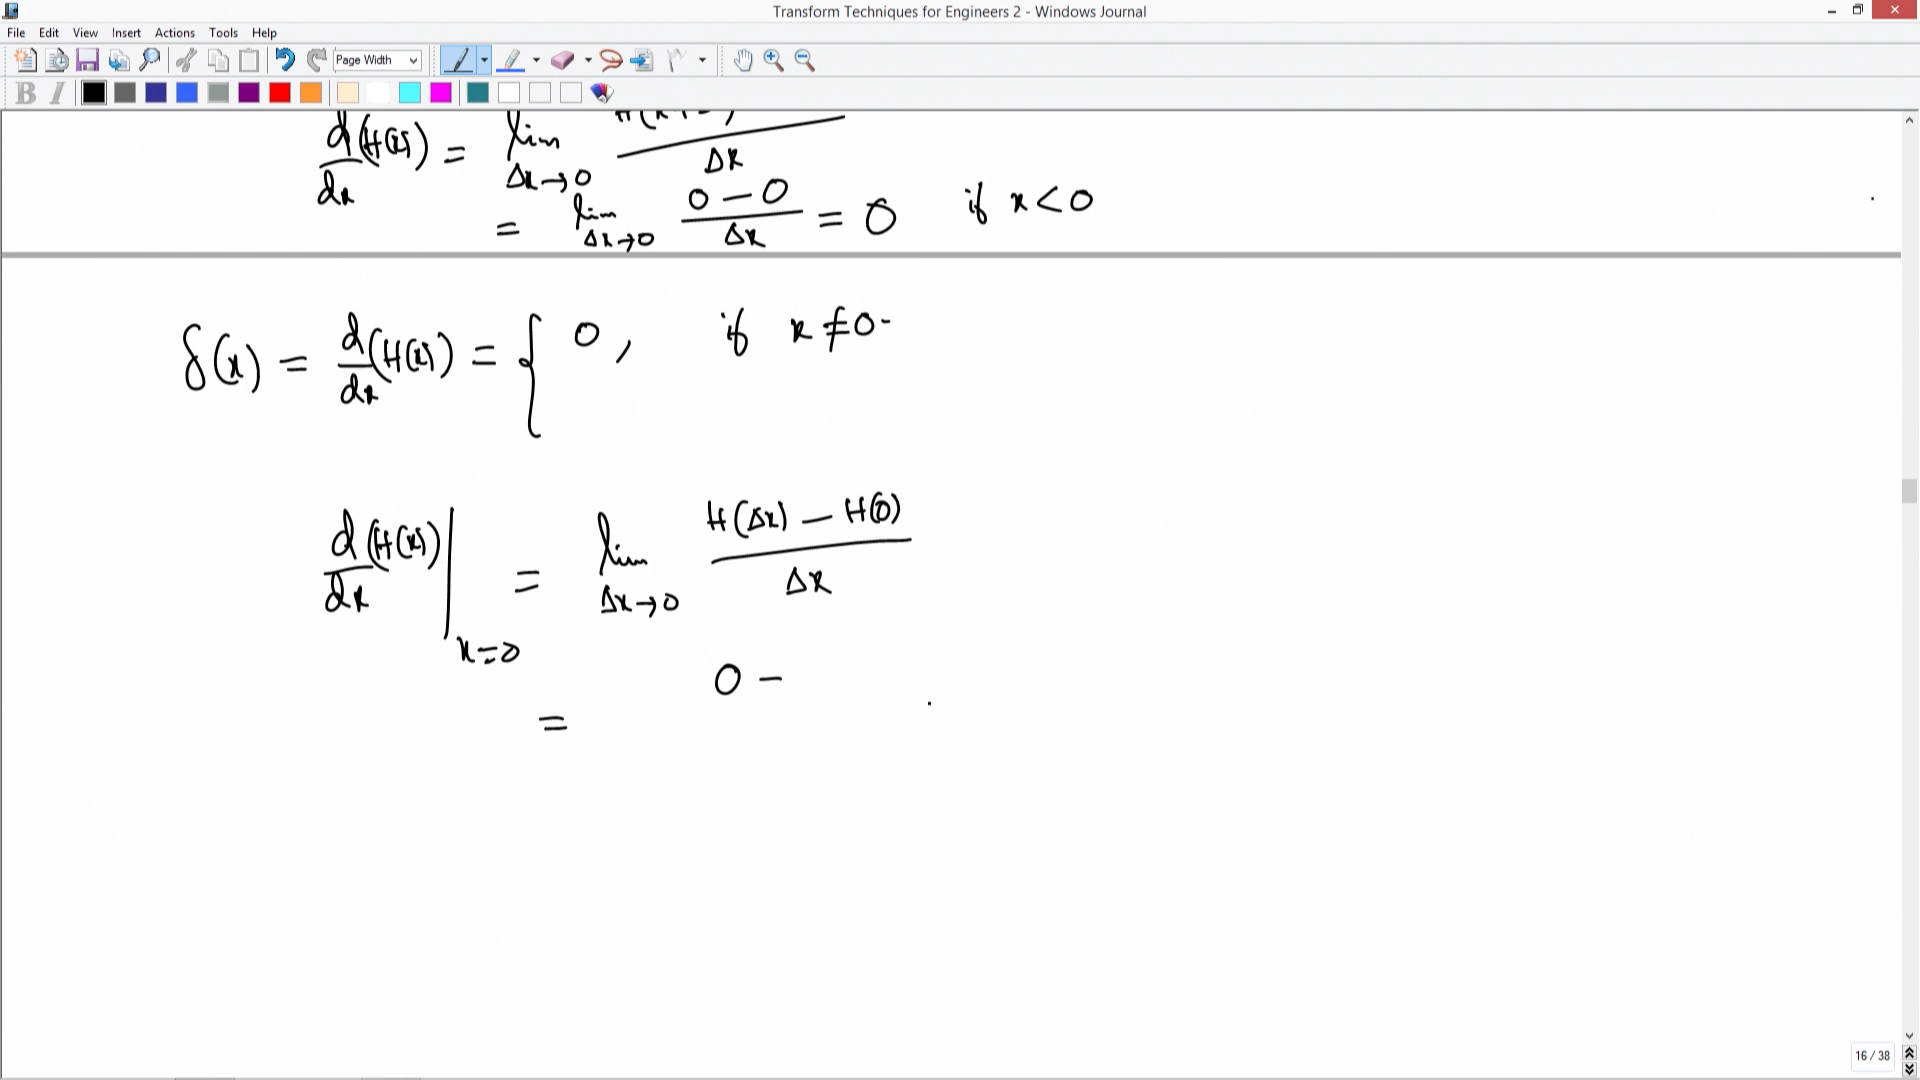 Transform Techniques for Engineers 2 - Windows Journal
File Edit View Insert Actions Tools Help
Page Width
B I
d/dx (H(x)) = lim Δx→0 / Δx
= lim Δx→0 (0 - 0)/Δx = 0 if x < 0
δ(x) = d/dx (H(x)) = { 0, if x ≠ 0.
d/dx (H(x)) |x=0 = lim Δx→0 (H(Δx) - H(0))/Δx
= 0 -
16 / 38